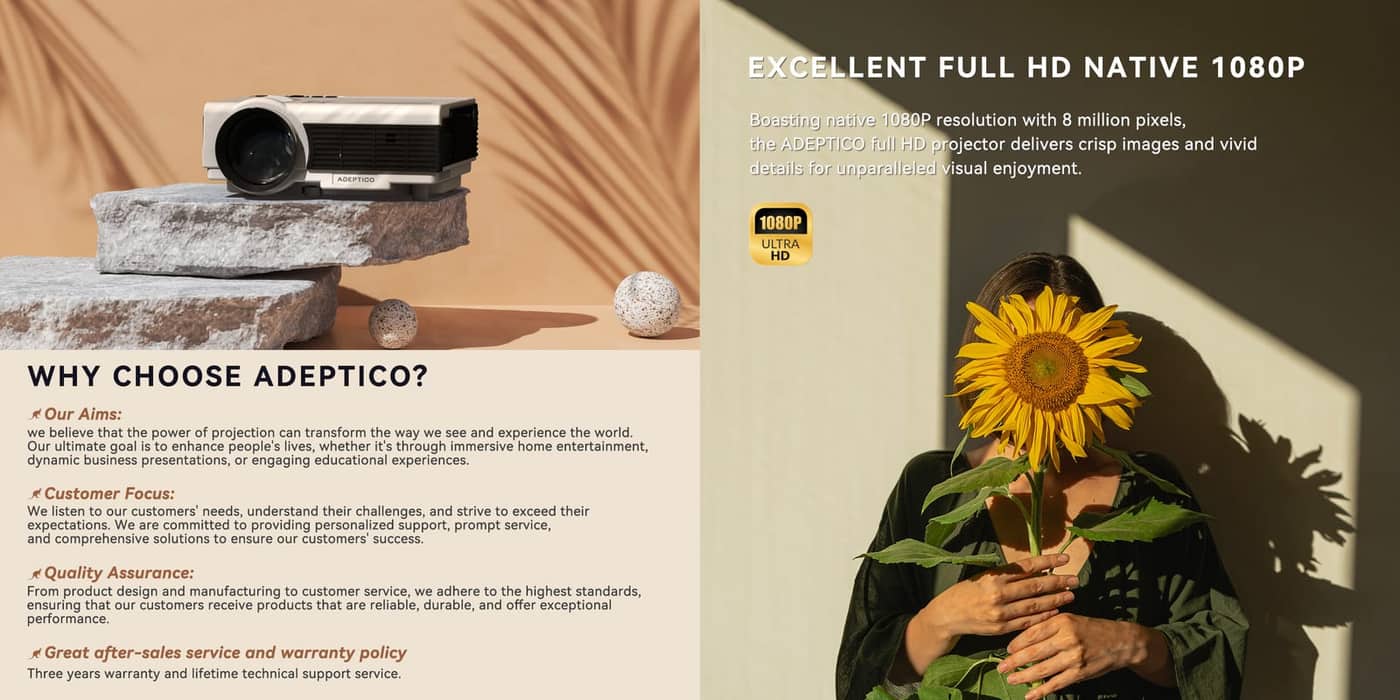 ADEPTICO
WHY CHOOSE ADEPTICO?
Our Aims:
we believe that the power of projection can transform the way we see and experience the world.
Our ultimate goal is to enhance people's lives, whether it's through immersive home entertainment,
dynamic business presentations, or engaging educational experiences.
Customer Focus:
We listen to our customers' needs, understand their challenges, and strive to exceed their
expectations. We are committed to providing personalized support, prompt service,
and comprehensive solutions to ensure our customers' success.
Quality Assurance:
From product design and manufacturing to customer service, we adhere to the highest standards,
ensuring that our customers receive products that are reliable, durable, and offer exceptional
performance.
Great after-sales service and warranty policy
Three years warranty and lifetime technical support service.
EXCELLENT FULL HD NATIVE 1080P
Boasting native 1080P resolution with 8 million pixels,
the ADEPTICO full HD projector delivers crisp images and vivid
details for unparalleled visual enjoyment.
1080P
ULTRA
HD